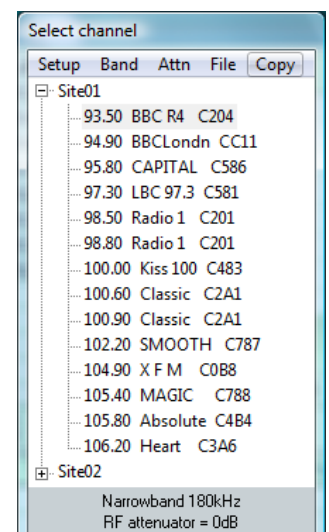 Select channel
Setup Band Attn File Copy
Site01
93.50 BBC R4 C204
94.90 BBCLondn CC11
95.80 CAPITAL C586
97.30 LBC 97.3 C581
98.50 Radio 1 C201
98.80 Radio 1 C201
100.00 Kiss 100 C483
100.60 Classic C2A1
100.90 Classic C2A1
102.20 SMOOTH C787
104.90 X F M C0B8
105.40 MAGIC C788
105.80 Absolute C4B4
106.20 Heart C3A6
Site02
Narrowband 180kHz
RF attenuator = 0dB